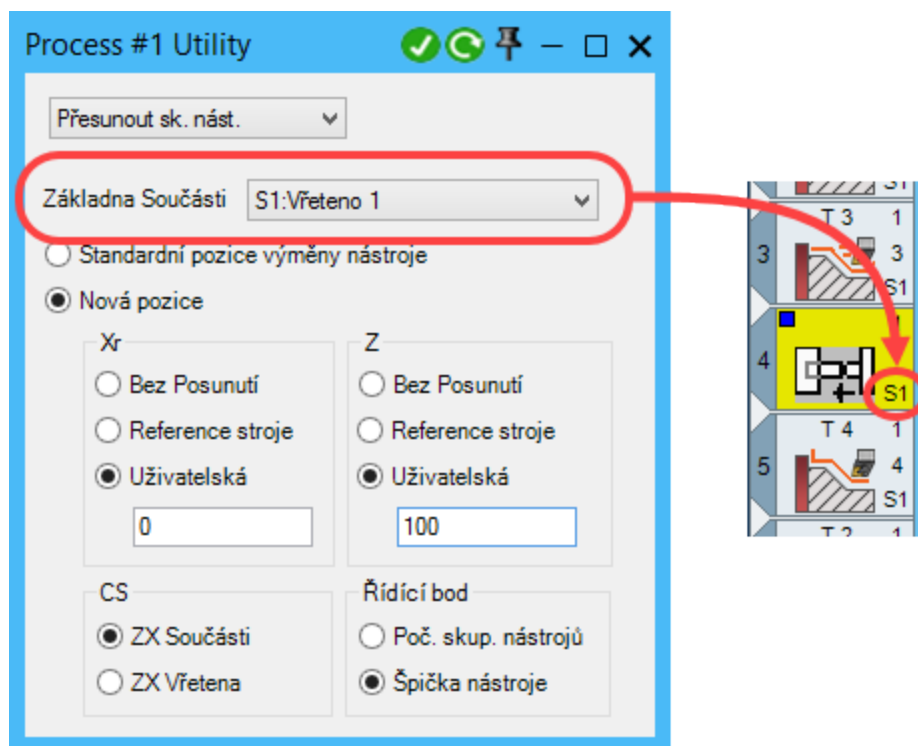 Process #1 Utility
Přesunout sk. nást.
Základna Součásti S1:Vřeteno 1
Standardní pozice výměny nástroje
Nová pozice
Xr Z
Bez Posunutí Bez Posunutí
Reference stroje Reference stroje
Uživatelská Uživatelská
0 100
CS Řídící bod
ZX Součásti Poč. skup. nástrojů
ZX Vřetena Špička nástroje
S1
T 3 1
3 3
S1
4
S1
T 4 1
5 4
S1
T 2 1